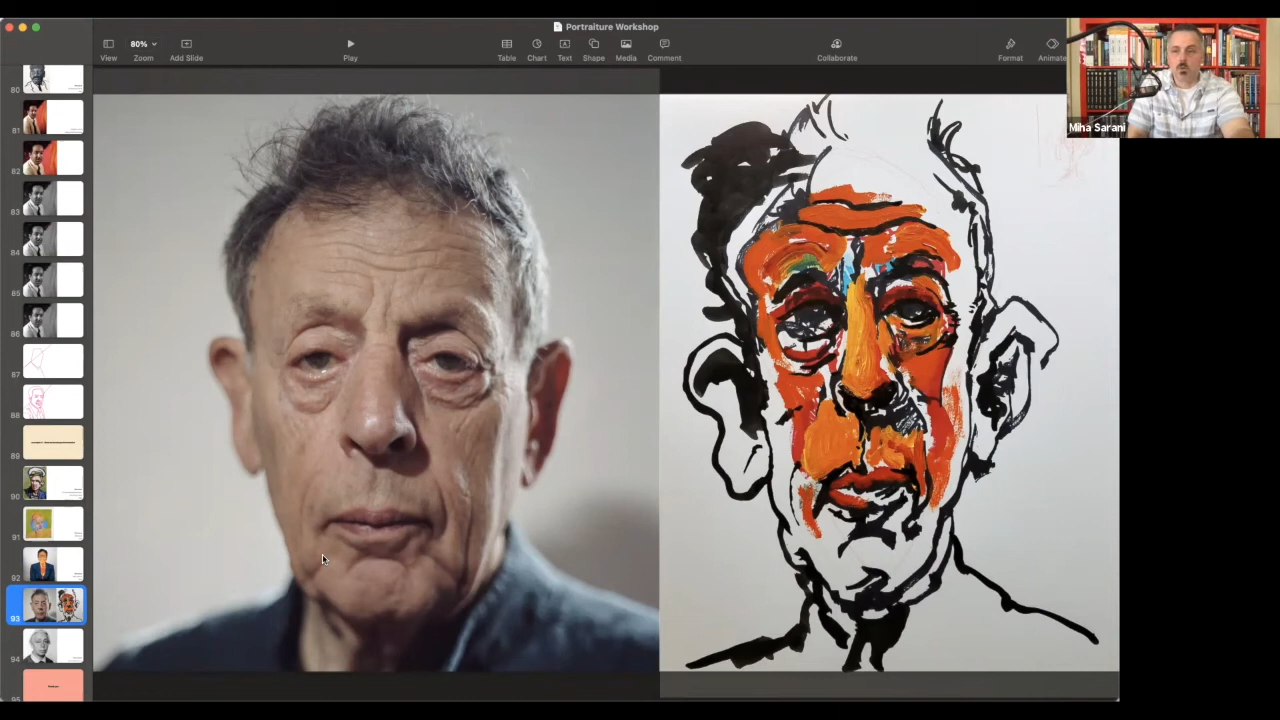 Portraiture Workshop
80%
View
Zoom
Add Slide
Play
Table
Chart
Text
Shape
Media
Comment
Collaborate
Format
Animate
Miha Sarani
80
81
82
83
84
85
86
87
88
89
90
91
92
93
94
95